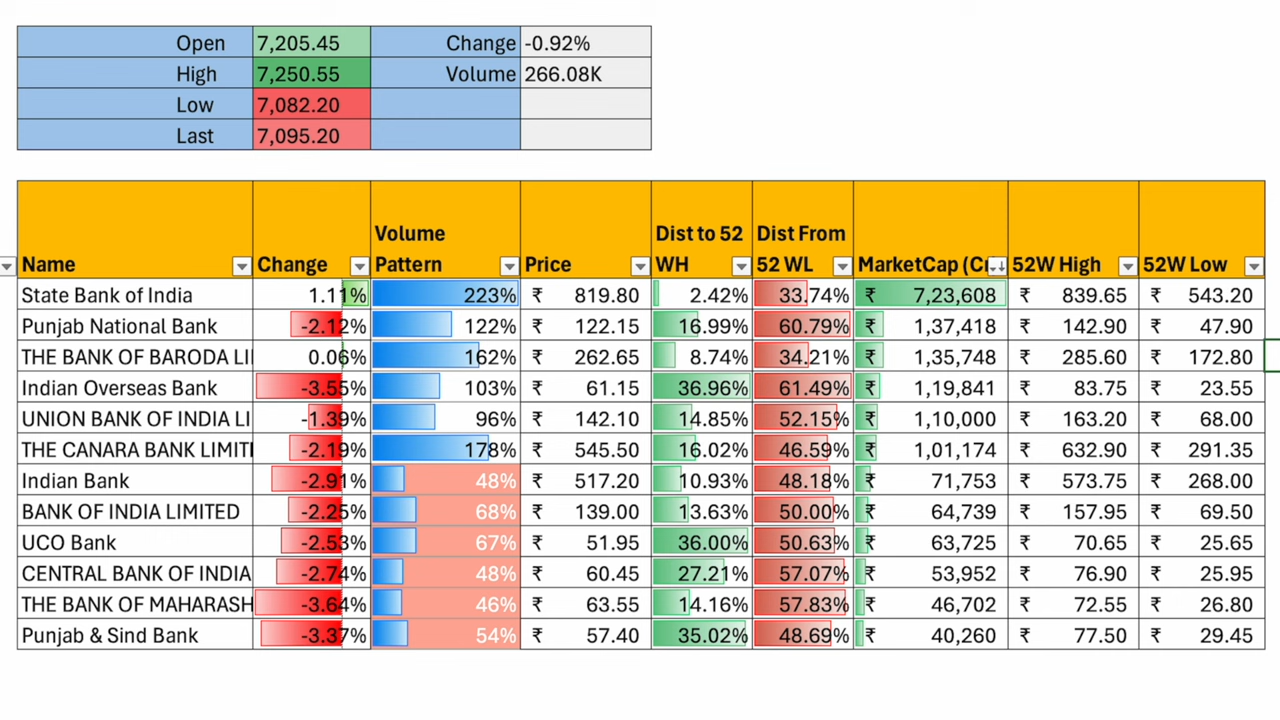 Open 7,205.45 Change -0.92%
High 7,250.55 Volume 266.08K
Low 7,082.20
Last 7,095.20
Name Change Volume Pattern Price Dist to 52 WH Dist From 52 WL MarketCap (Cr 52W High 52W Low
State Bank of India 1.11% 223% ₹ 819.80 2.42% 33.74% ₹ 7,23,608 ₹ 839.65 ₹ 543.20
Punjab National Bank -2.12% 122% ₹ 122.15 16.99% 60.79% ₹ 1,37,418 ₹ 142.90 ₹ 47.90
THE BANK OF BARODA LI 0.06% 162% ₹ 262.65 8.74% 34.21% ₹ 1,35,748 ₹ 285.60 ₹ 172.80
Indian Overseas Bank -3.55% 103% ₹ 61.15 36.96% 61.49% ₹ 1,19,841 ₹ 83.75 ₹ 23.55
UNION BANK OF INDIA LI -1.39% 96% ₹ 142.10 14.85% 52.15% ₹ 1,10,000 ₹ 163.20 ₹ 68.00
THE CANARA BANK LIMIT -2.19% 178% ₹ 545.50 16.02% 46.59% ₹ 1,01,174 ₹ 632.90 ₹ 291.35
Indian Bank -2.91% 48% ₹ 517.20 10.93% 48.18% ₹ 71,753 ₹ 573.75 ₹ 268.00
BANK OF INDIA LIMITED -2.25% 68% ₹ 139.00 13.63% 50.00% ₹ 64,739 ₹ 157.95 ₹ 69.50
UCO Bank -2.53% 67% ₹ 51.95 36.00% 50.63% ₹ 63,725 ₹ 70.65 ₹ 25.65
CENTRAL BANK OF INDIA -2.74% 48% ₹ 60.45 27.21% 57.07% ₹ 53,952 ₹ 76.90 ₹ 25.95
THE BANK OF MAHARASH -3.64% 46% ₹ 63.55 14.16% 57.83% ₹ 46,702 ₹ 72.55 ₹ 26.80
Punjab & Sind Bank -3.37% 54% ₹ 57.40 35.02% 48.69% ₹ 40,260 ₹ 77.50 ₹ 29.45